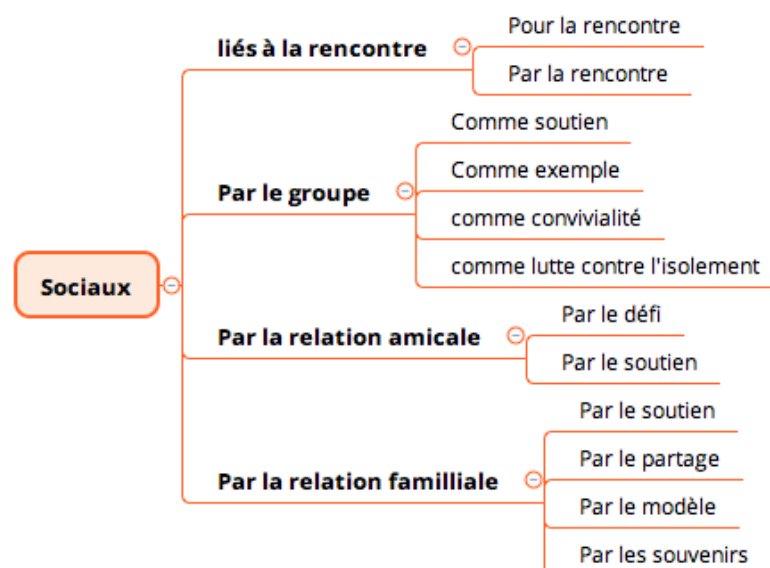 Sociaux
liés à la rencontre
Pour la rencontre
Par la rencontre
Par le groupe
Comme soutien
Comme exemple
comme convivialité
comme lutte contre l'isolement
Par la relation amicale
Par le défi
Par le soutien
Par la relation familliale
Par le soutien
Par le partage
Par le modèle
Par les souvenirs